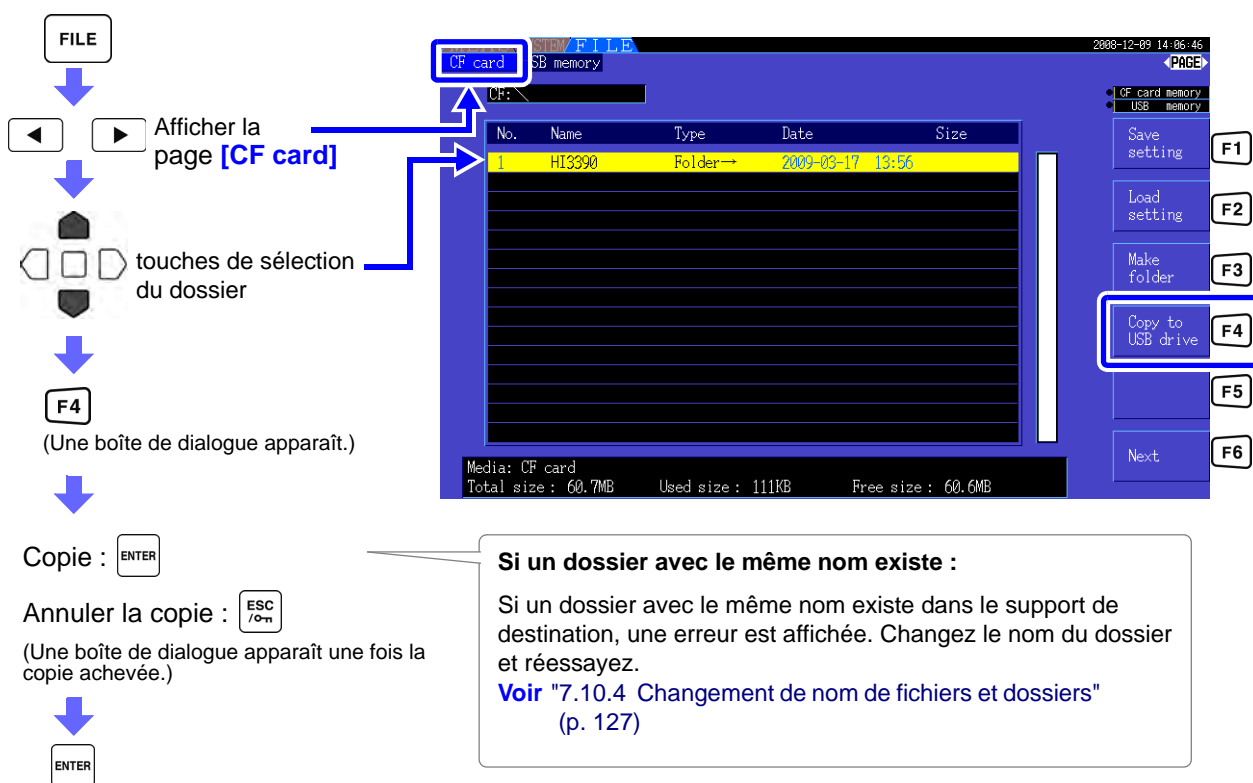 FILE
Afficher la
page [CF card]
touches de sélection
du dossier
F4
(Une boîte de dialogue apparaît.)
Copie : ENTER
Annuler la copie : ESC
(Une boîte de dialogue apparaît une fois la
copie achevée.)
ENTER
FILE 2008-12-09 14:06:46
CF card SB memory PAGE
CF:\
CF card memory
USB memory
No. Name Type Date Size
1 HI3390 Folder→ 2009-03-17 13:56
Save
setting F1
Load
setting F2
Make
folder F3
Copy to
USB drive F4
F5
Next F6
Media: CF card
Total size : 60.7MB Used size : 111KB Free size : 60.6MB
Si un dossier avec le même nom existe :
Si un dossier avec le même nom existe dans le support de
destination, une erreur est affichée. Changez le nom du dossier
et réessayez.
Voir "7.10.4 Changement de nom de fichiers et dossiers"
(p. 127)